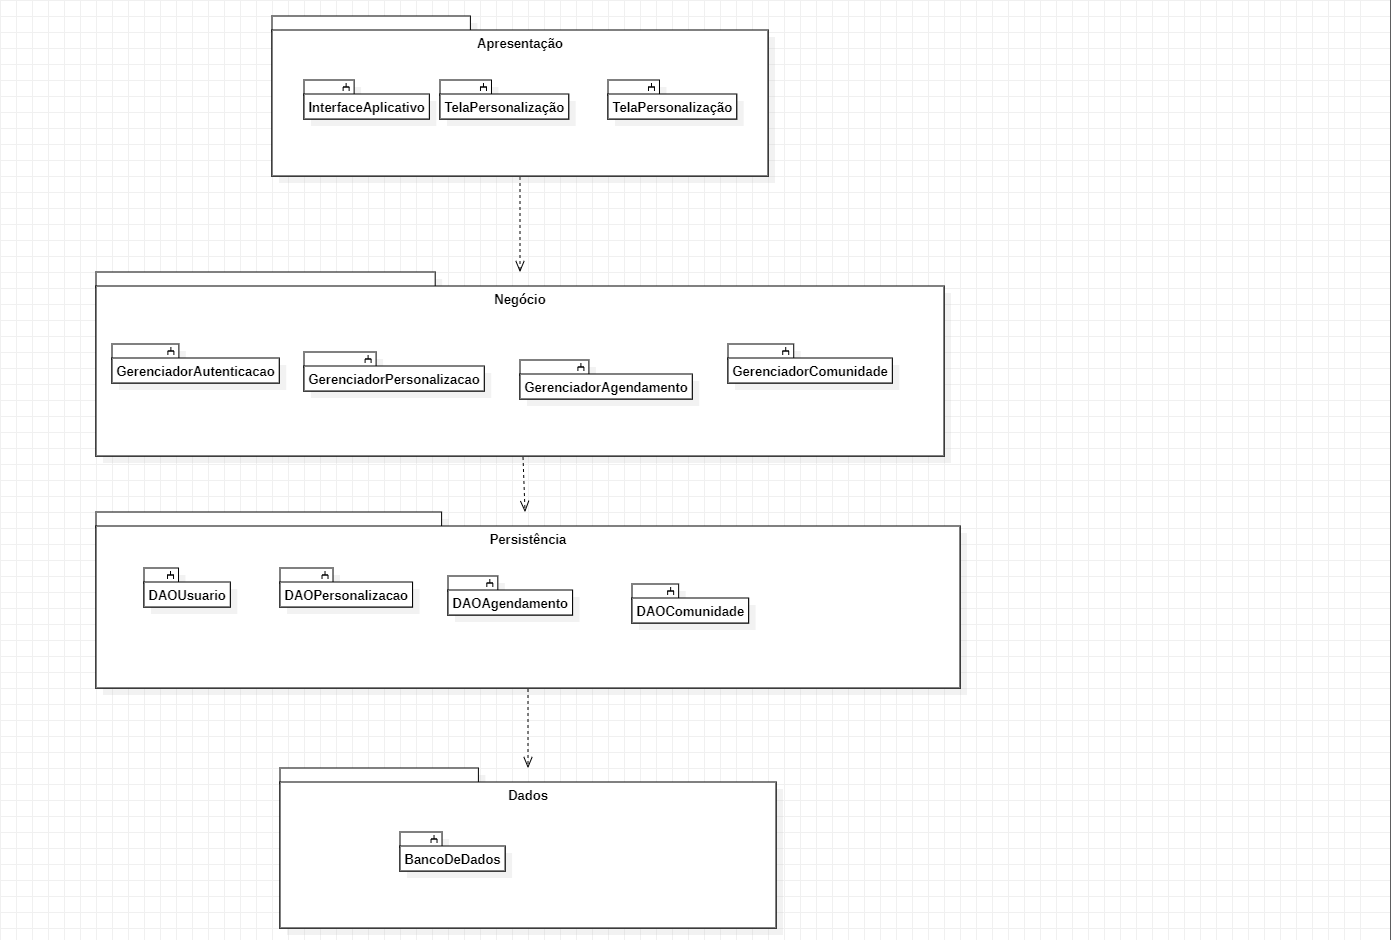 Apresentação
InterfaceAplicativo
TelaPersonalização
TelaPersonalização
Negócio
GerenciadorAutenticacao
GerenciadorPersonalizacao
GerenciadorAgendamento
GerenciadorComunidade
Persistência
DAOUsuario
DAOPersonalizacao
DAOAgendamento
DAOComunidade
Dados
BancoDeDados